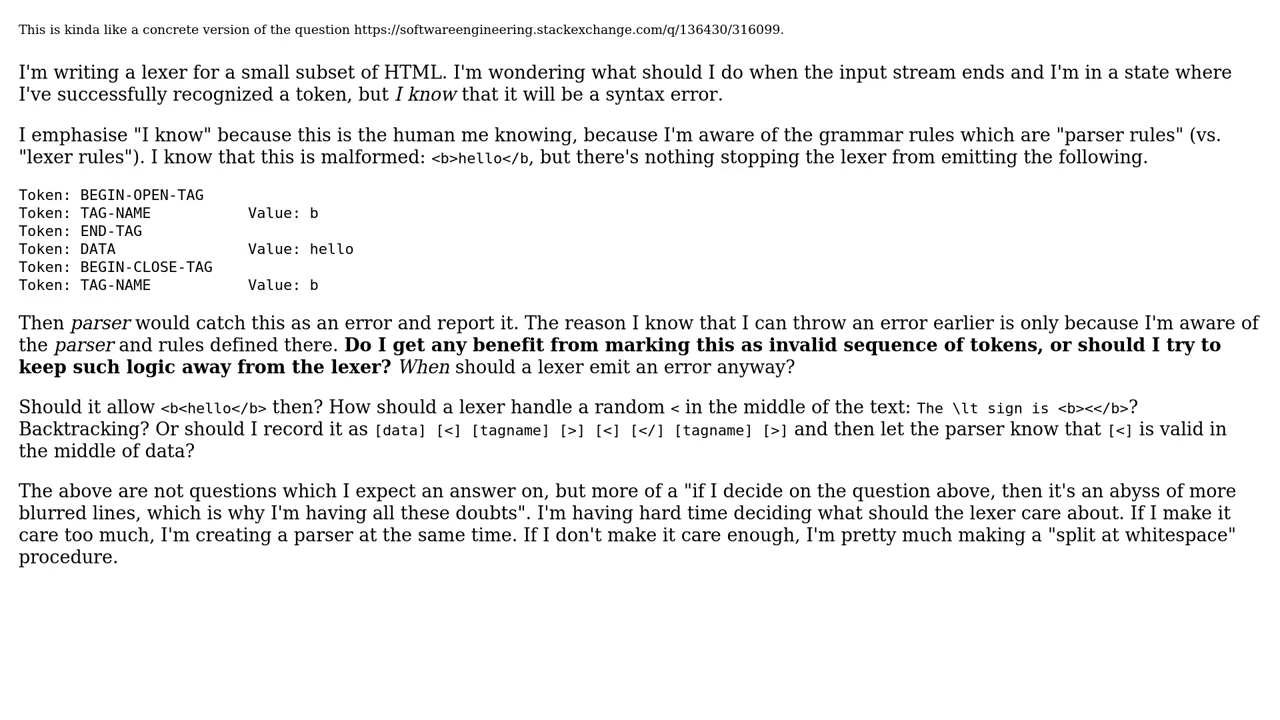 This is kinda like a concrete version of the question https://softwareengineering.stackexchange.com/q/136430/316099.
I'm writing a lexer for a small subset of HTML. I'm wondering what should I do when the input stream ends and I'm in a state where
I've successfully recognized a token, but I know that it will be a syntax error.
I emphasise "I know" because this is the human me knowing, because I'm aware of the grammar rules which are "parser rules" (vs.
"lexer rules"). I know that this is malformed: <b>hello</b, but there's nothing stopping the lexer from emitting the following.
Token: BEGIN-OPEN-TAG
Token: TAG-NAME Value: b
Token: END-TAG
Token: DATA Value: hello
Token: BEGIN-CLOSE-TAG
Token: TAG-NAME Value: b
Then parser would catch this as an error and report it. The reason I know that I can throw an error earlier is only because I'm aware of
the parser and rules defined there. Do I get any benefit from marking this as invalid sequence of tokens, or should I try to
keep such logic away from the lexer? When should a lexer emit an error anyway?
Should it allow <b<hello</b> then? How should a lexer handle a random < in the middle of the text: The \lt sign is <b><</b>?
Backtracking? Or should I record it as [data] [<] [tagname] [>] [<] [</] [tagname] [>] and then let the parser know that [<] is valid in
the middle of data?
The above are not questions which I expect an answer on, but more of a "if I decide on the question above, then it's an abyss of more
blurred lines, which is why I'm having all these doubts". I'm having hard time deciding what should the lexer care about. If I make it
care too much, I'm creating a parser at the same time. If I don't make it care enough, I'm pretty much making a "split at whitespace"
procedure.